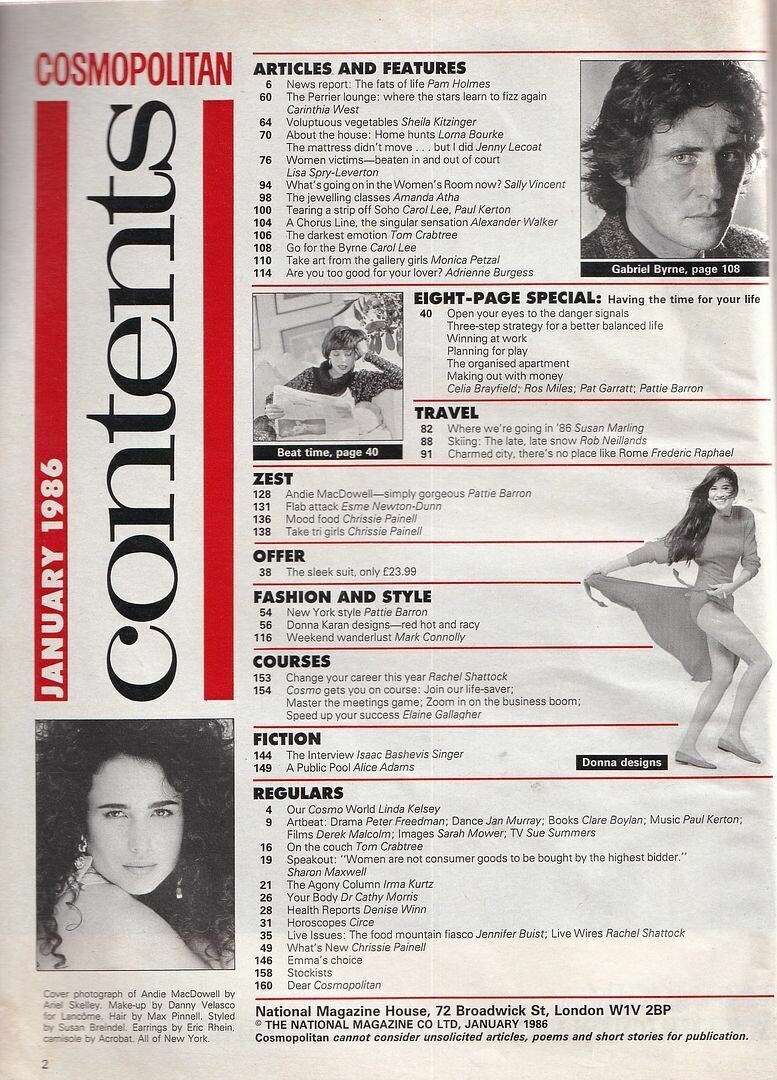 COSMOPOLITAN
contents
JANUARY 1986
ARTICLES AND FEATURES
6 News report: The fats of life Pam Holmes
60 The Perrier lounge: where the stars learn to fizz again
Carinthia West
64 Voluptuous vegetables Sheila Kitzinger
70 About the house: Home hunts Lorna Bourke
The mattress didn't move . . . but I did Jenny Lecoat
76 Women victims—beaten in and out of court
Lisa Spry-Leverton
94 What's going on in the Women's Room now? Sally Vincent
98 The jewelling classes Amanda Atha
100 Tearing a strip off Soho Carol Lee, Paul Kerton
104 A Chorus Line, the singular sensation Alexander Walker
106 The darkest emotion Tom Crabtree
108 Go for the Byrne Carol Lee
110 Take art from the gallery girls Monica Petzal
114 Are you too good for your lover? Adrienne Burgess
Gabriel Byrne, page 108
EIGHT-PAGE SPECIAL: Having the time for your life
40 Open your eyes to the danger signals
Three-step strategy for a better balanced life
Winning at work
Planning for play
The organised apartment
Making out with money
Celia Brayfield; Ros Miles; Pat Garratt; Pattie Barron
Beat time, page 40
TRAVEL
82 Where we're going in '86 Susan Marling
88 Skiing: The late, late snow Rob Neillands
91 Charmed city, there's no place like Rome Frederic Raphael
ZEST
128 Andie MacDowell—simply gorgeous Pattie Barron
131 Flab attack Esme Newton-Dunn
136 Mood food Chrissie Painell
138 Take tri girls Chrissie Painell
OFFER
38 The sleek suit, only £23.99
FASHION AND STYLE
54 New York style Pattie Barron
56 Donna Karan designs—red hot and racy
116 Weekend wanderlust Mark Connolly
COURSES
153 Change your career this year Rachel Shattock
154 Cosmo gets you on course: Join our life-saver;
Master the meetings game; Zoom in on the business boom;
Speed up your success Elaine Gallagher
FICTION
144 The Interview Isaac Bashevis Singer
149 A Public Pool Alice Adams
Donna designs
REGULARS
4 Our Cosmo World Linda Kelsey
9 Artbeat: Drama Peter Freedman; Dance Jan Murray; Books Clare Boylan; Music Paul Kerton;
Films Derek Malcolm; Images Sarah Mower; TV Sue Summers
16 On the couch Tom Crabtree
19 Speakout: "Women are not consumer goods to be bought by the highest bidder."
Sharon Maxwell
21 The Agony Column Irma Kurtz
26 Your Body Dr Cathy Morris
28 Health Reports Denise Winn
31 Horoscopes Circe
35 Live Issues: The food mountain fiasco Jennifer Buist; Live Wires Rachel Shattock
49 What's New Chrissie Painell
146 Emma's choice
158 Stockists
160 Dear Cosmopolitan
Cover photograph of Andie MacDowell by
Ariel Skelley. Make-up by Danny Velasco
for Lancôme. Hair by Max Pinnell. Styled
by Susan Breindel. Earrings by Eric Rhein,
camisole by Acrobat. All of New York.
National Magazine House, 72 Broadwick St, London W1V 2BP
© THE NATIONAL MAGAZINE CO LTD, JANUARY 1986
Cosmopolitan cannot consider unsolicited articles, poems and short stories for publication.
2